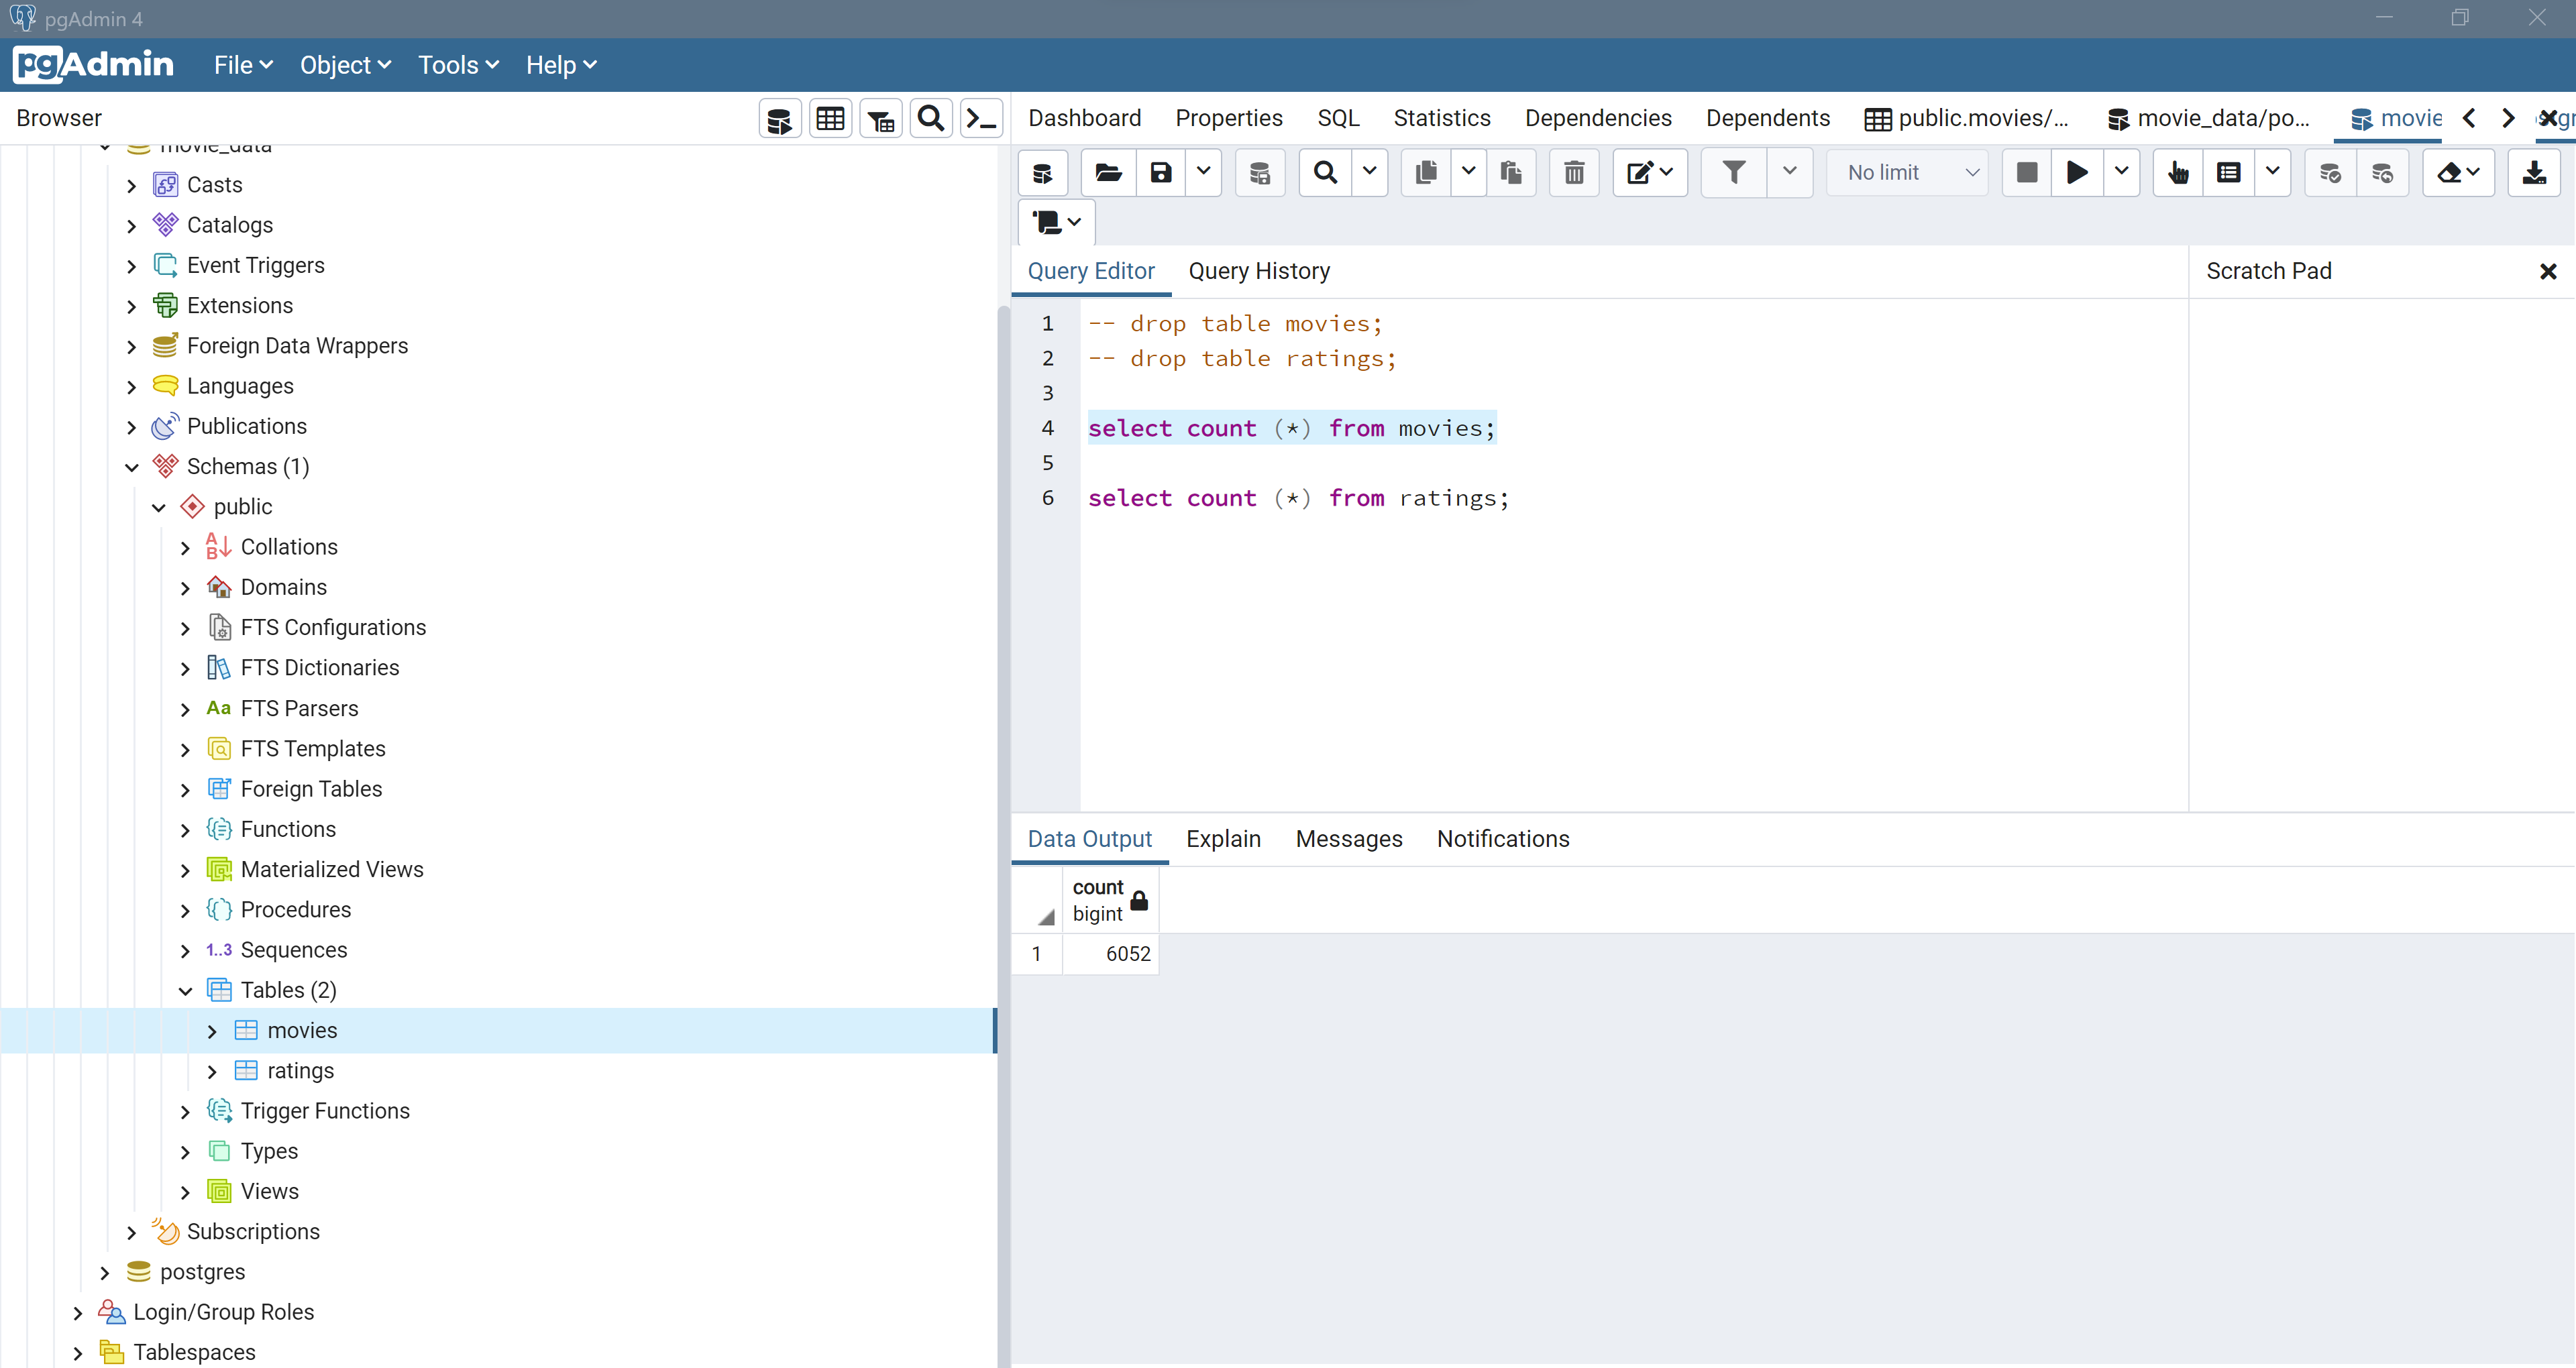 pgAdmin 4
pgAdmin File Object Tools Help
Browser
Dashboard Properties SQL Statistics Dependencies Dependents public.movies/... movie_data/po... movie
movie_data
Casts
Catalogs
Event Triggers
Extensions
Foreign Data Wrappers
Languages
Publications
Schemas (1)
public
Collations
Domains
FTS Configurations
FTS Dictionaries
Aa FTS Parsers
FTS Templates
Foreign Tables
Functions
Materialized Views
Procedures
1..3 Sequences
Tables (2)
movies
ratings
Trigger Functions
Types
Views
Subscriptions
postgres
Login/Group Roles
Tablespaces
No limit
Query Editor Query History
Scratch Pad
1 -- drop table movies;
2 -- drop table ratings;
3
4 select count (*) from movies;
5
6 select count (*) from ratings;
Data Output Explain Messages Notifications
count
bigint
1 6052